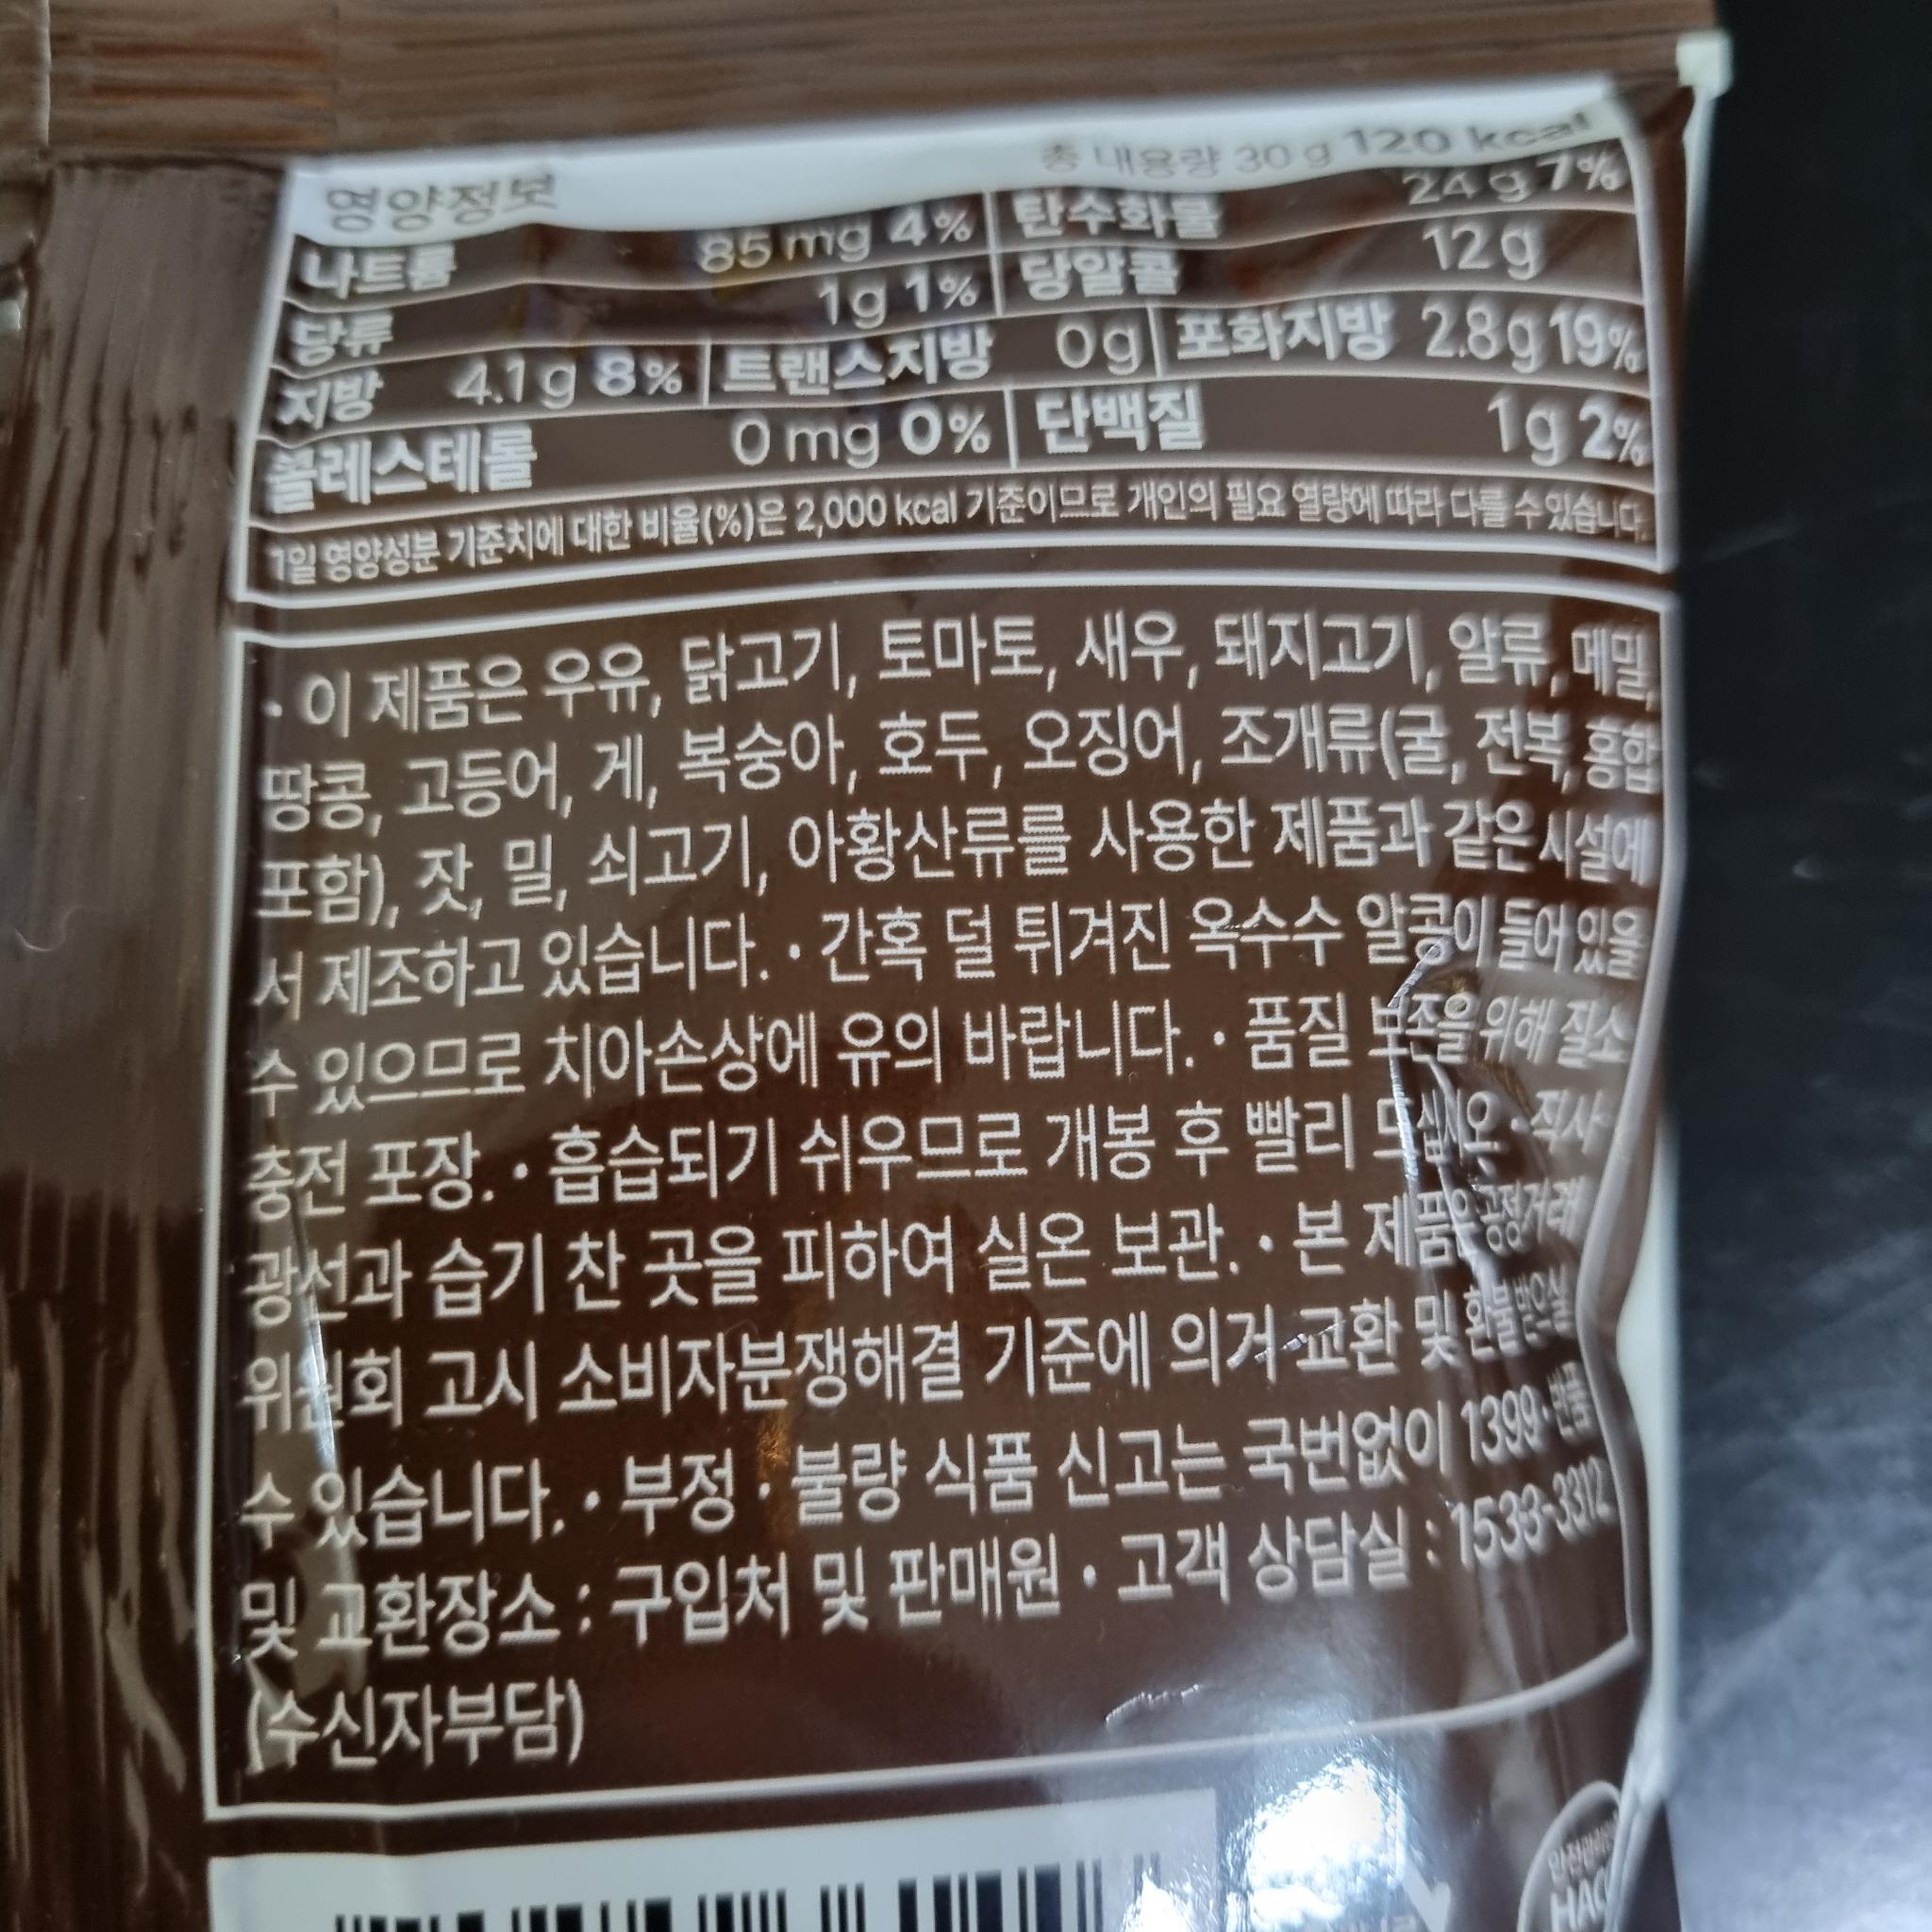 영양정보 총 내용량 30 g 120 kcal
나트륨 85 mg 4% 탄수화물 24 g 7%
당류 1g 1% 당알콜 12g
지방 4.1g 8% 트랜스지방 0g 포화지방 2.8g 19%
콜레스테롤 0 mg 0% 단백질 1g 2%
1일 영양성분 기준치에 대한 비율(%)은 2,000 kcal 기준이므로 개인의 필요 열량에 따라 다를 수 있습니다.
· 이 제품은 우유, 닭고기, 토마토, 새우, 돼지고기, 알류, 메밀,
땅콩, 고등어, 게, 복숭아, 호두, 오징어, 조개류(굴, 전복, 홍합
포함), 잣, 밀, 쇠고기, 아황산류를 사용한 제품과 같은 시설에
서 제조하고 있습니다. · 간혹 덜 튀겨진 옥수수 알콩이 들어 있을
수 있으므로 치아손상에 유의 바랍니다. · 품질 보존을 위해 질소
충전 포장. · 흡습되기 쉬우므로 개봉 후 빨리 드십시오. · 직사
광선과 습기 찬 곳을 피하여 실온 보관. · 본 제품은 공정거래
위원회 고시 소비자분쟁해결 기준에 의거 교환 및 환불받으실
수 있습니다. · 부정 · 불량 식품 신고는 국번없이 1399 · 반품
및 교환장소 : 구입처 및 판매원 · 고객 상담실 : 1533-3312
(수신자부담)